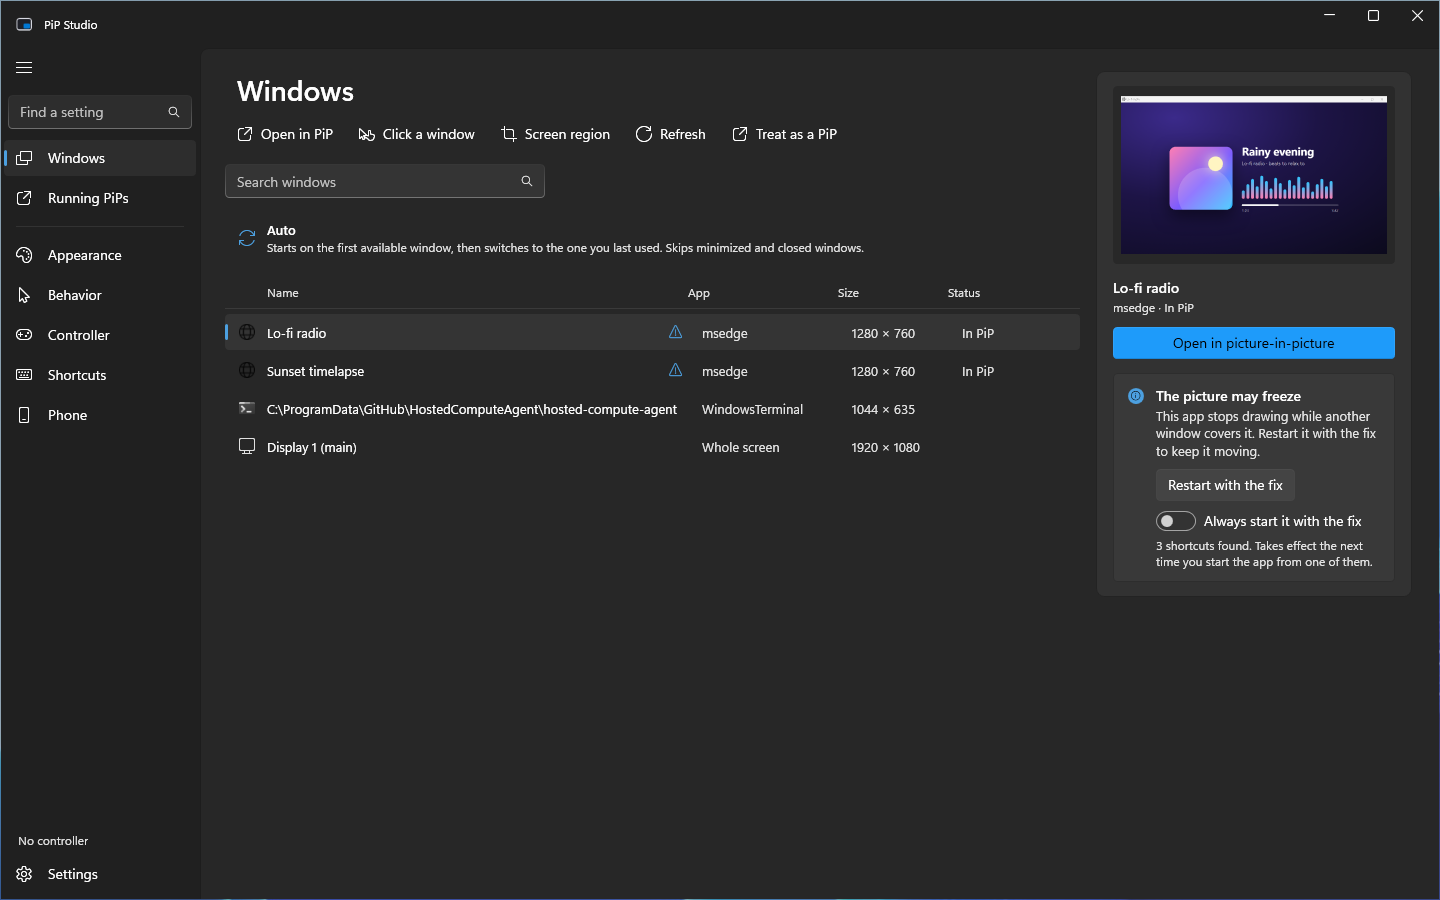 PiP Studio
Find a setting
Windows
Running PiPs
Appearance
Behavior
Controller
Shortcuts
Phone
No controller
Settings
Windows
Open in PiP
Click a window
Screen region
Refresh
Treat as a PiP
Search windows
Auto
Starts on the first available window, then switches to the one you last used. Skips minimized and closed windows.
Name App Size Status
Lo-fi radio msedge 1280 × 760 In PiP
Sunset timelapse msedge 1280 × 760 In PiP
C:\ProgramData\GitHub\HostedComputeAgent\hosted-compute-agent WindowsTerminal 1044 × 635
Display 1 (main) Whole screen 1920 × 1080
Rainy evening
Lo-fi radio · beats to relax to
Lo-fi radio
msedge · In PiP
Open in picture-in-picture
The picture may freeze
This app stops drawing while another
window covers it. Restart it with the fix
to keep it moving.
Restart with the fix
Always start it with the fix
3 shortcuts found. Takes effect the next
time you start the app from one of them.